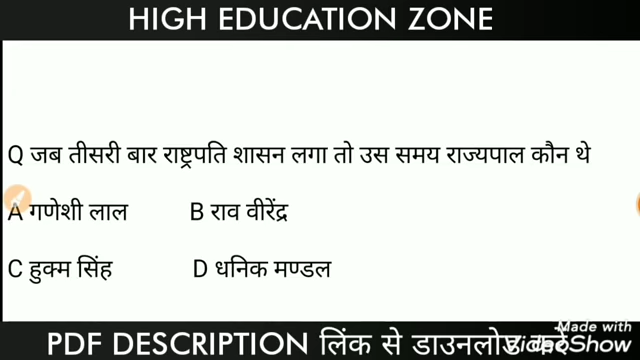 HIGH EDUCATION ZONE
Q जब तीसरी बार राष्ट्रपति शासन लगा तो उस समय राज्यपाल कौन थे
A गणेशी लाल B राव वीरेंद्र
C हुक्म सिंह D धनिक मण्डल
Made with
PDF DESCRIPTION लिंक से डाउनलोड करें VideoShow